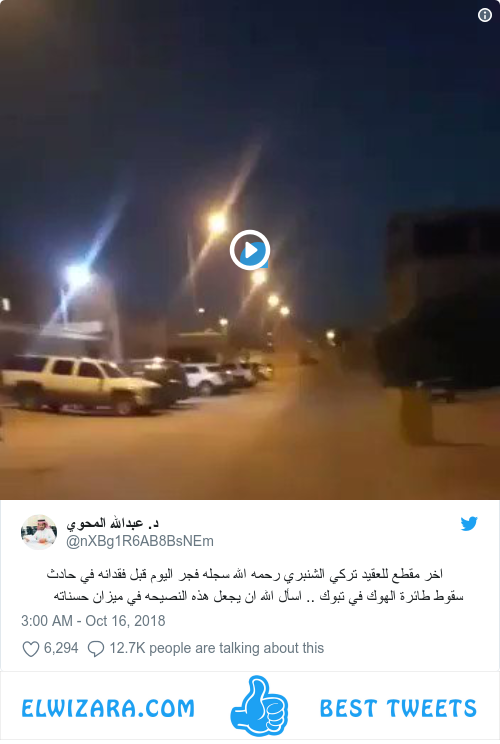 د. عبدالله المحوي
@nXBg1R6AB8BsNEm
اخر مقطع للعقيد تركي الشنبري رحمه الله سجله فجر اليوم قبل فقدانه في حادث
سقوط طائرة الهوك في تبوك .. اسأل الله ان يجعل هذه النصيحه في ميزان حسناته
3:00 AM - Oct 16, 2018
6,294 12.7K people are talking about this
ELWIZARA.COM BEST TWEETS